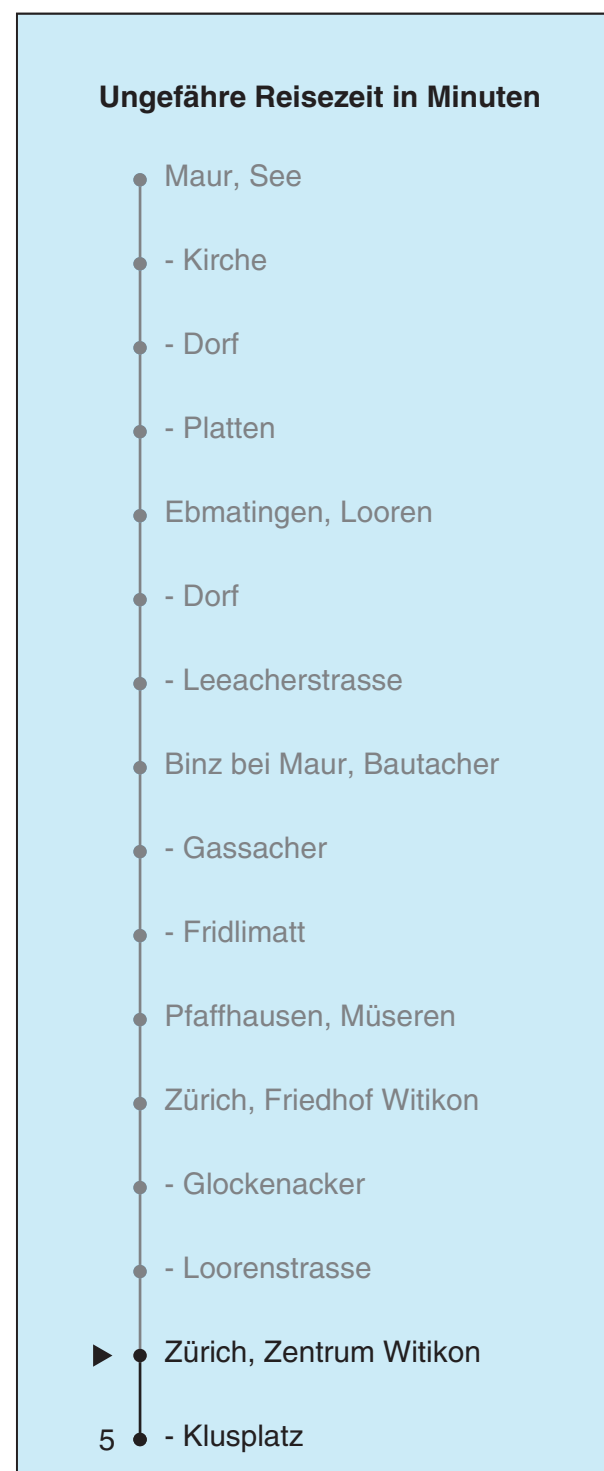 Ungefähre Reisezeit in Minuten
Maur, See
- Kirche
- Dorf
- Platten
Ebmatingen, Looren
- Dorf
- Leeacherstrasse
Binz bei Maur, Bautacher
- Gassacher
- Fridlimatt
Pfaffhausen, Müseren
Zürich, Friedhof Witikon
- Glockenacker
- Loorenstrasse
Zürich, Zentrum Witikon
5 - Klusplatz